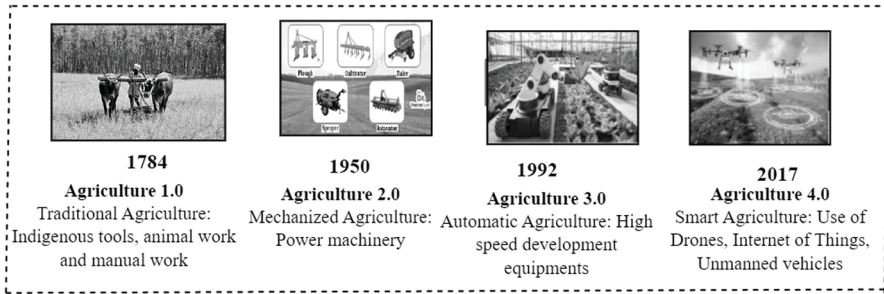 Plough
Cultivator
Baler
Sprayer
Rotavator
1784
Agriculture 1.0
Traditional Agriculture:
Indigenous tools, animal work
and manual work
1950
Agriculture 2.0
Mechanized Agriculture:
Power machinery
1992
Agriculture 3.0
Automatic Agriculture: High
speed development
equipments
2017
Agriculture 4.0
Smart Agriculture: Use of
Drones, Internet of Things,
Unmanned vehicles